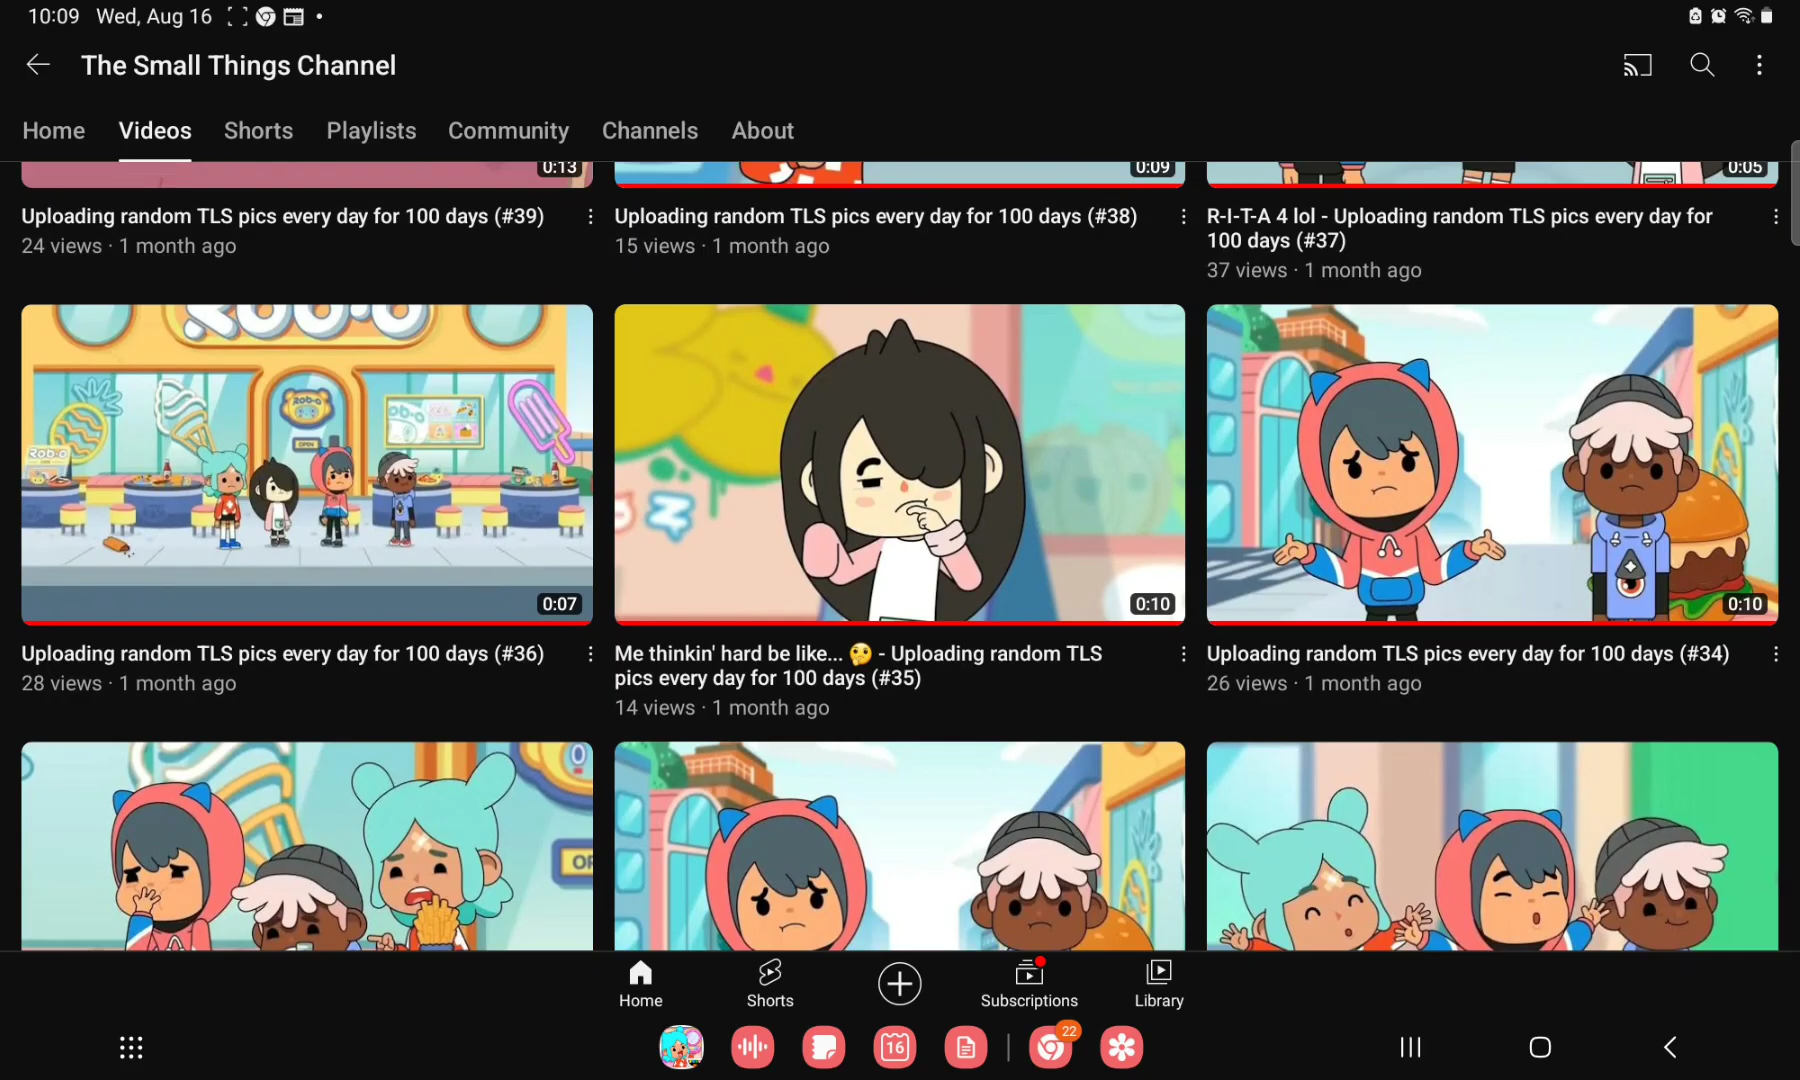 10:09 Wed, Aug 16
The Small Things Channel
Home Videos Shorts Playlists Community Channels About
0:13
0:09
0:05
Uploading random TLS pics every day for 100 days (#39)
24 views · 1 month ago
Uploading random TLS pics every day for 100 days (#38)
15 views · 1 month ago
R-I-T-A 4 lol - Uploading random TLS pics every day for
100 days (#37)
37 views · 1 month ago
ROB-O
ROB-O
OPEN
Rob-o
0:07
0:10
0:10
Uploading random TLS pics every day for 100 days (#36)
28 views · 1 month ago
Me thinkin' hard be like... 🤔 - Uploading random TLS
pics every day for 100 days (#35)
14 views · 1 month ago
Uploading random TLS pics every day for 100 days (#34)
26 views · 1 month ago
Home
Shorts
Subscriptions
Library
16
22